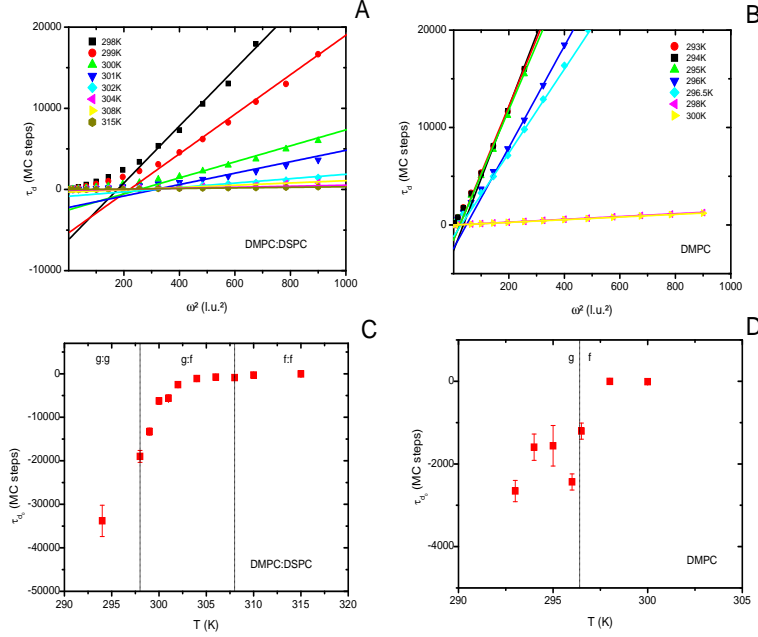 A
20000
10000
0
-10000
τd (MC steps)
298K
299K
300K
301K
302K
304K
308K
315K
DMPC:DSPC
200 400 600 800 1000
ω² (l.u.²)
B
20000
10000
0
τd (MC steps)
293K
294K
295K
296K
296.5K
298K
300K
DMPC
200 400 600 800 1000
ω² (l.u.²)
C
g:g g:f f:f
0
-10000
-20000
-30000
-40000
-50000
τd0 (MC steps)
DMPC:DSPC
290 295 300 305 310 315 320
T (K)
D
g f
0
-2000
-4000
τd0 (MC steps)
DMPC
290 295 300 305
T (K)